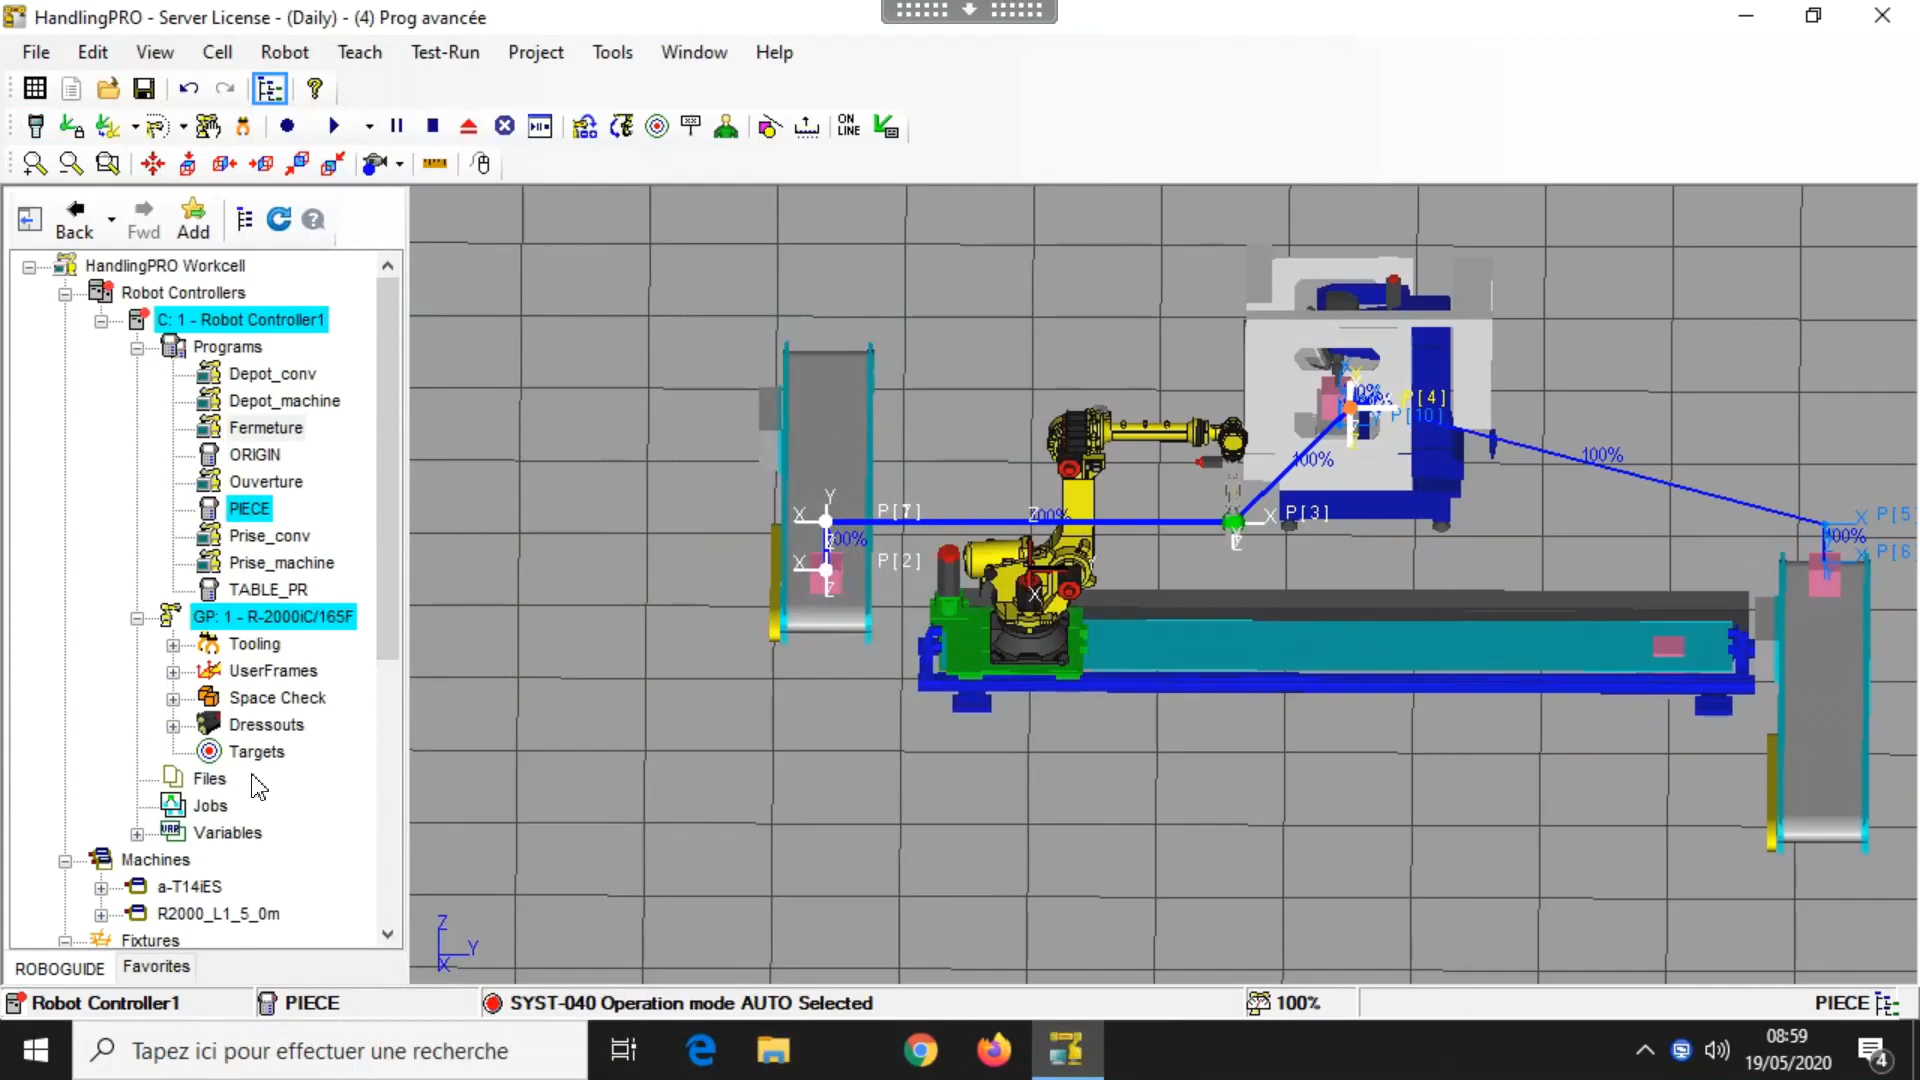 HandlingPRO - Server License - (Daily) - (4) Prog avancée
File Edit View Cell Robot Teach Test-Run Project Tools Window Help
ON
LINE
Back Fwd Add
HandlingPRO Workcell
Robot Controllers
C: 1 - Robot Controller1
Programs
Depot_conv
Depot_machine
Fermeture
ORIGIN
Ouverture
PIECE
Prise_conv
Prise_machine
TABLE_PR
GP: 1 - R-2000iC/165F
Tooling
UserFrames
Space Check
Dressouts
Targets
Files
Jobs
VAR Variables
Machines
a-T14iES
R2000_L1_5_0m
Fixtures
ROBOGUIDE Favorites
P[4]
P[10]
100%
100%
Y
X P[7] Z X P[3]
X P[2]
Z
X P[5]
100%
P[6]
X
Z
Y
X
Robot Controller1 PIECE SYST-040 Operation mode AUTO Selected 100% PIECE
Tapez ici pour effectuer une recherche
08:59
19/05/2020
4